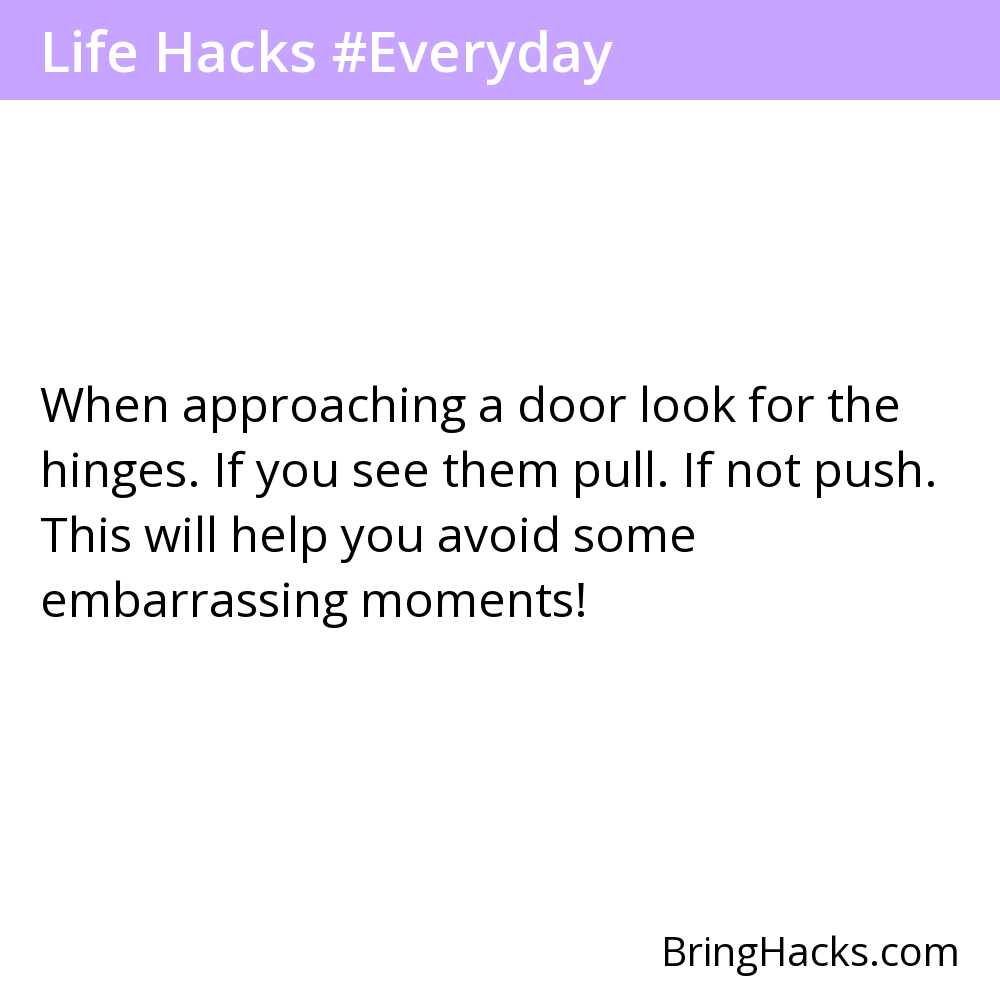 Life Hacks #Everyday
When approaching a door look for the
hinges. If you see them pull. If not push.
This will help you avoid some
embarrassing moments!
BringHacks.com